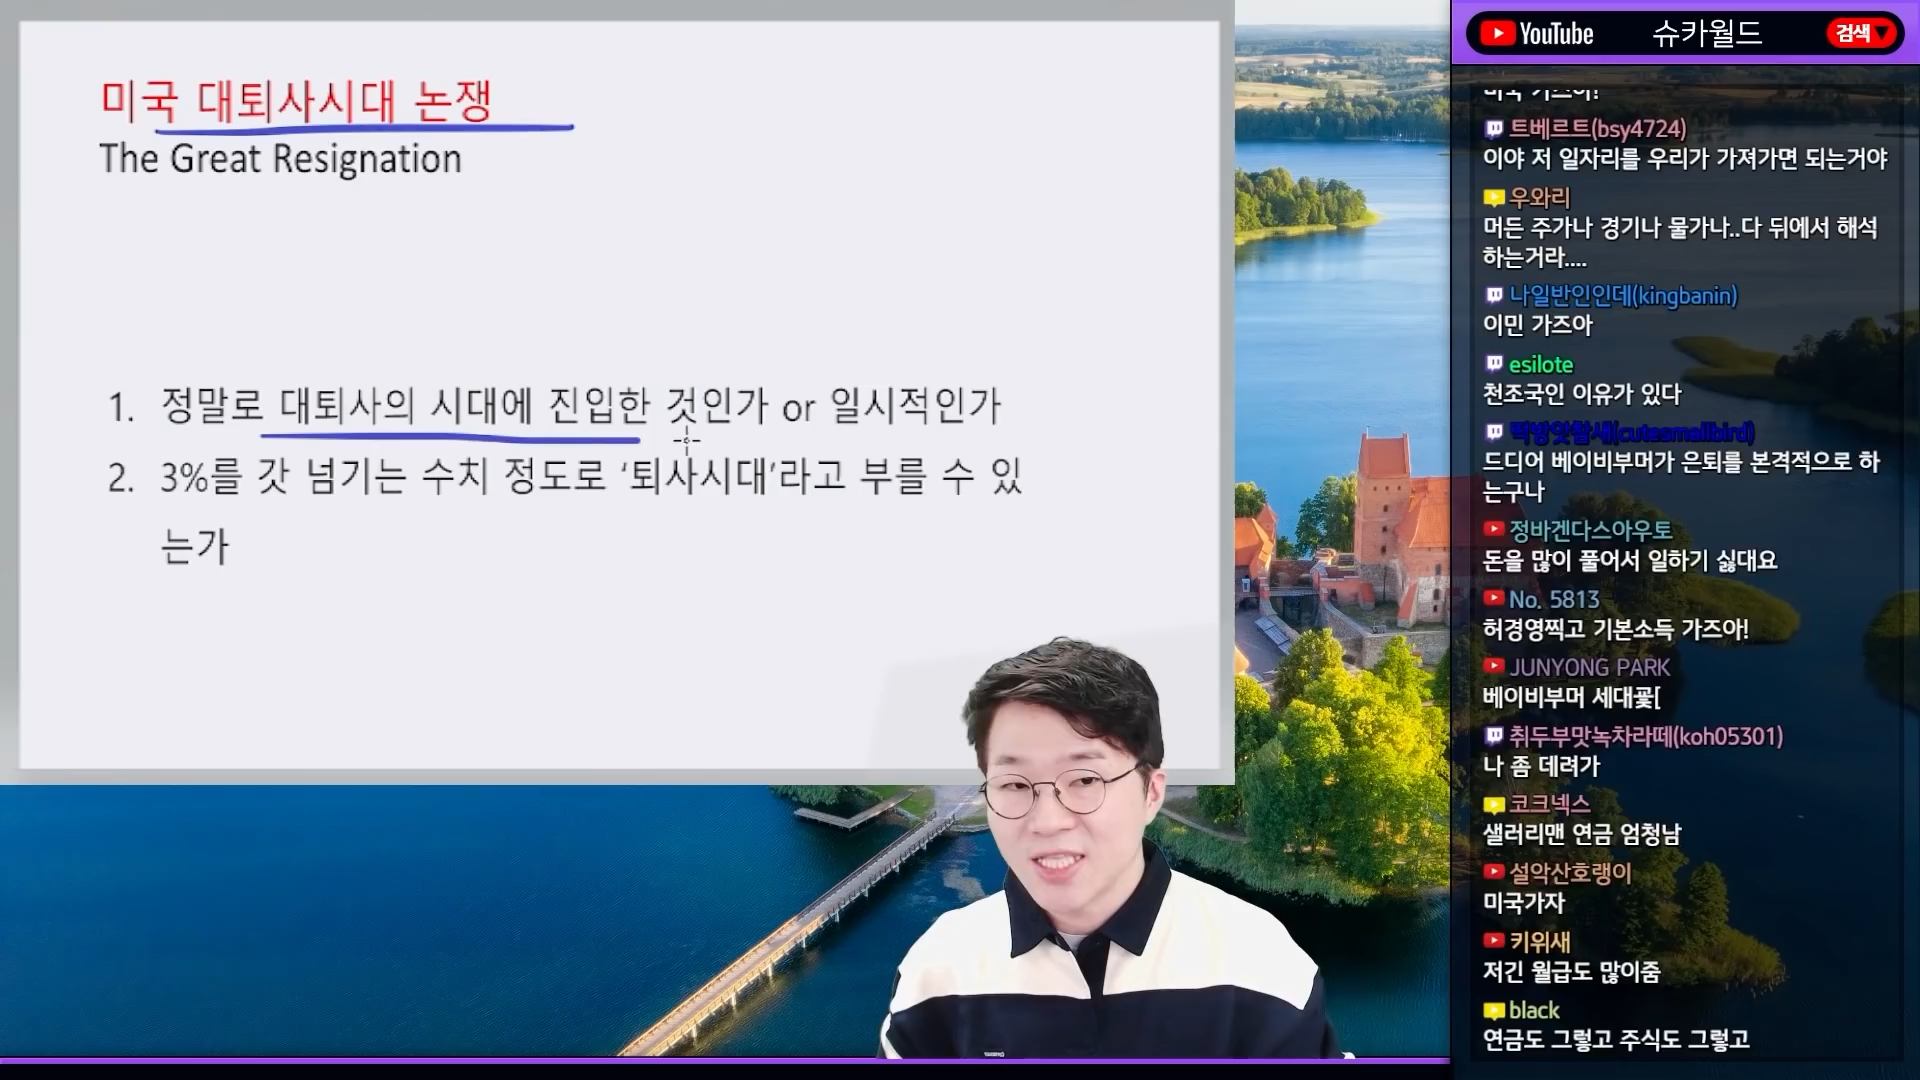 미국 대퇴사시대 논쟁
The Great Resignation
1. 정말로 대퇴사의 시대에 진입한 것인가 or 일시적인가
2. 3%를 갓 넘기는 수치 정도로 ‘퇴사시대’라고 부를 수 있
는가
YouTube 슈카월드 검색▼
미국 가즈아!
트베르트(bsy4724)
이야 저 일자리를 우리가 가져가면 되는거야
우와리
머든 주가나 경기나 물가나..다 뒤에서 해석
하는거라....
나일반인인데(kingbanin)
이민 가즈아
esilote
천조국인 이유가 있다
떡방앗참새(cutesmallbird)
드디어 베이비부머가 은퇴를 본격적으로 하
는구나
정바겐다스아우토
돈을 많이 풀어서 일하기 싫대요
No. 5813
허경영찍고 기본소득 가즈아!
JUNYONG PARK
베이비부머 세대꽃[
취두부맛녹차라떼(koh05301)
나 좀 데려가
코크넥스
샐러리맨 연금 엄청남
설악산호랭이
미국가자
키위새
저긴 월급도 많이줌
black
연금도 그렇고 주식도 그렇고